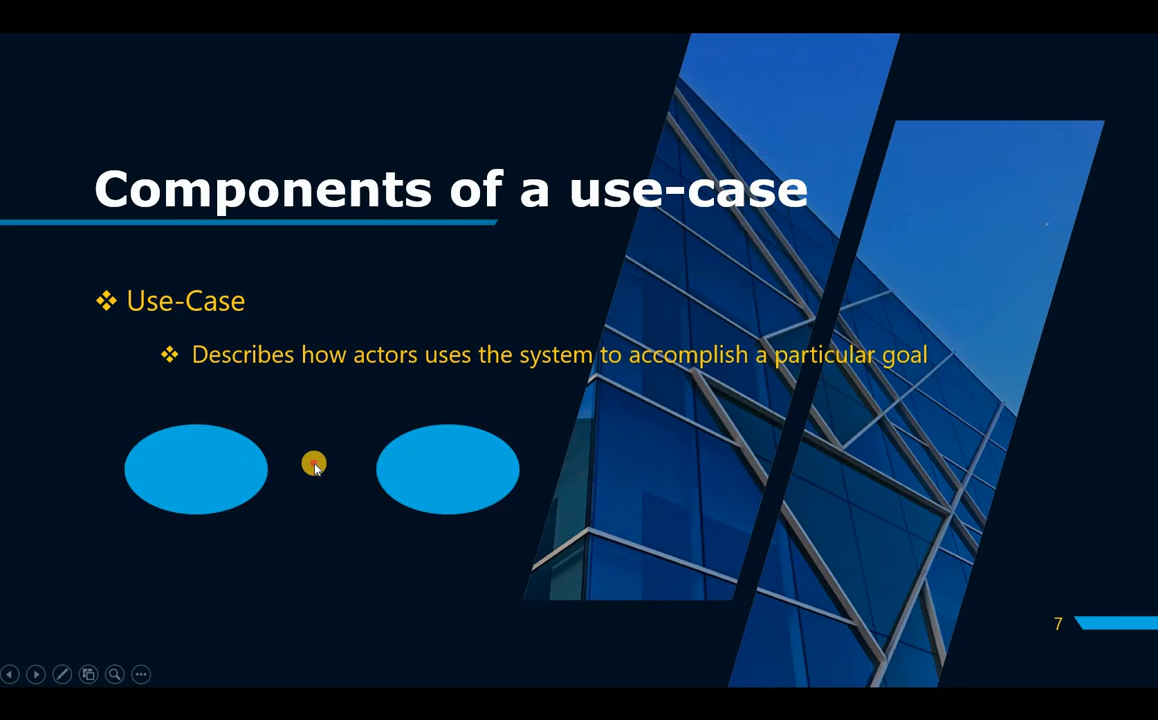 Components of a use-case
Use-Case
Describes how actors uses the system to accomplish a particular goal
7